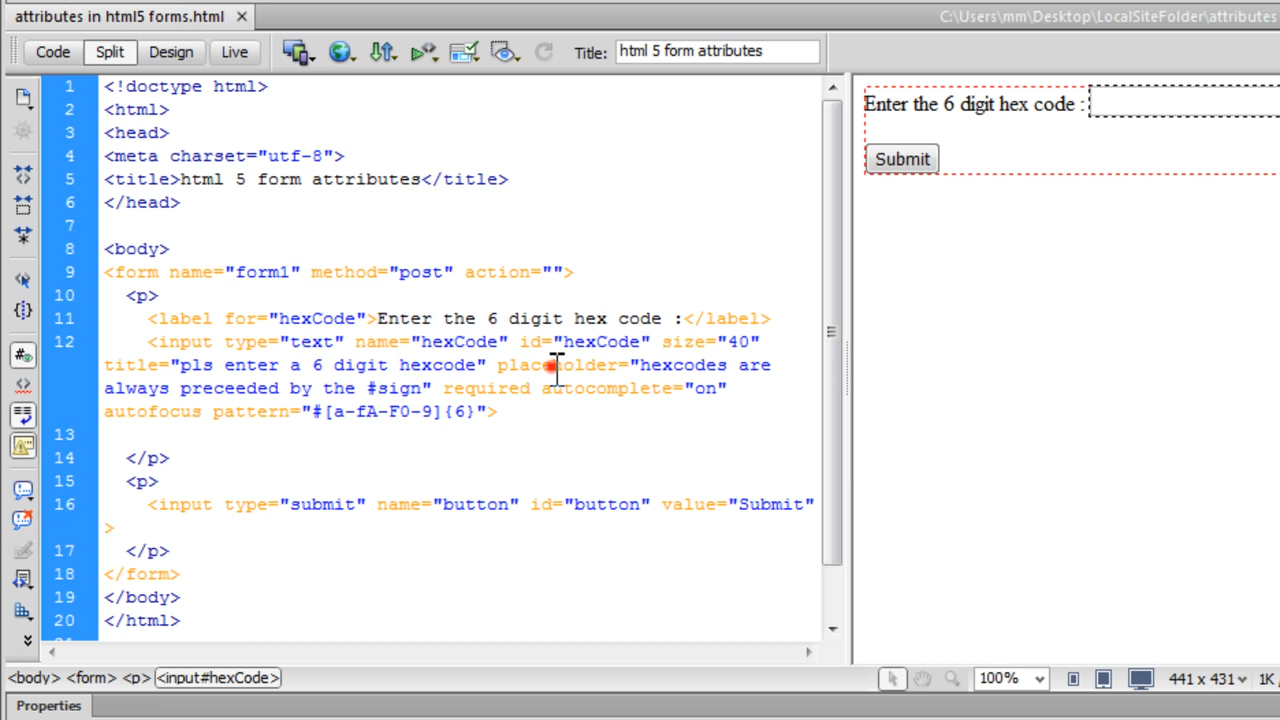 attributes in html5 forms.html
C:\Users\mm\Desktop\LocalSiteFolder\attributes
Code Split Design Live Title: html 5 form attributes
1 <!doctype html>
2 <html>
3 <head>
4 <meta charset="utf-8">
5 <title>html 5 form attributes</title>
6 </head>
7
8 <body>
9 <form name="form1" method="post" action="">
10 <p>
11 <label for="hexCode">Enter the 6 digit hex code :</label>
12 <input type="text" name="hexCode" id="hexCode" size="40"
title="pls enter a 6 digit hexcode" placeholder="hexcodes are
always preceeded by the #sign" required autocomplete="on"
autofocus pattern="#[a-fA-F0-9]{6}">
13
14 </p>
15 <p>
16 <input type="submit" name="button" id="button" value="Submit"
>
17 </p>
18 </form>
19 </body>
20 </html>
Enter the 6 digit hex code :
Submit
<body> <form> <p> <input#hexCode>
100% 441 x 431 1K /
Properties